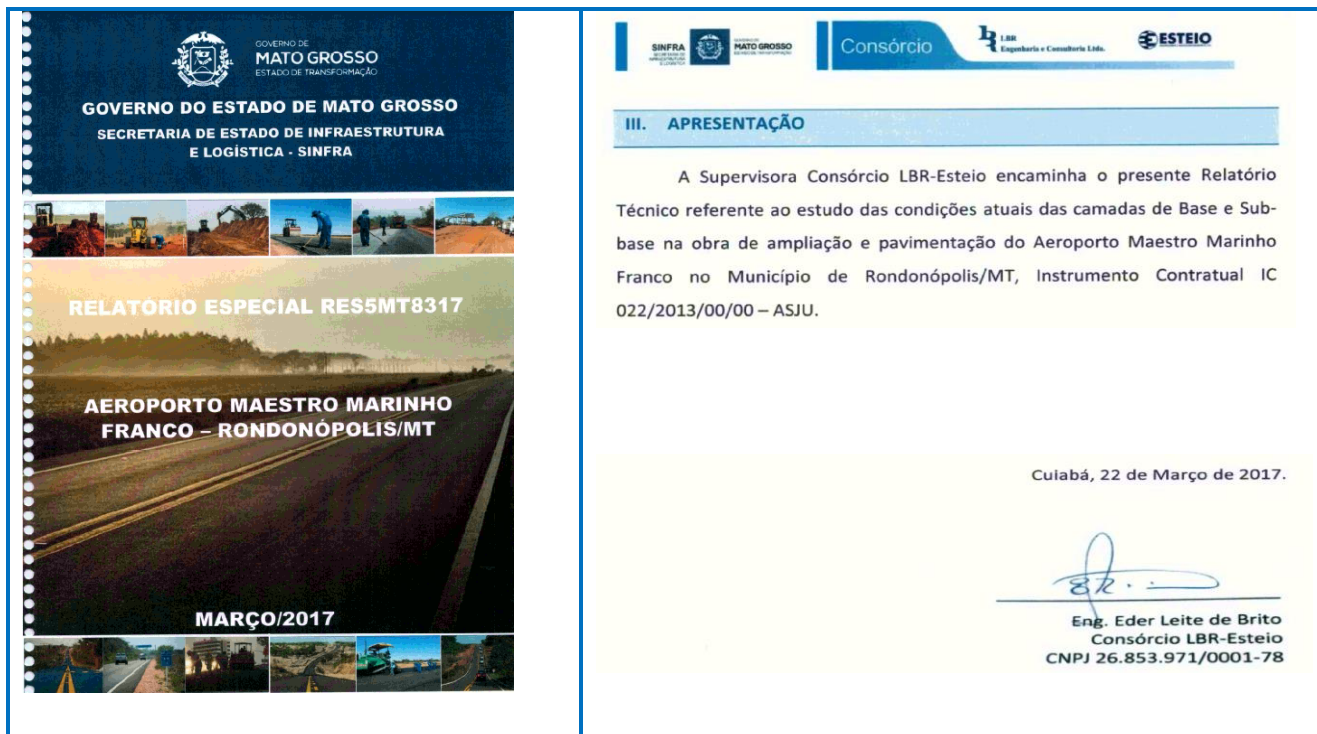 GOVERNO DE
MATO GROSSO
ESTADO DE TRANSFORMAÇÃO
GOVERNO DO ESTADO DE MATO GROSSO
SECRETARIA DE ESTADO DE INFRAESTRUTURA
E LOGÍSTICA - SINFRA
RELATÓRIO ESPECIAL RES5MT8317
AEROPORTO MAESTRO MARINHO
FRANCO – RONDONÓPOLIS/MT
MARÇO/2017
SINFRA
MATO GROSSO
Consórcio
LBR
Engenharia e Consultoria Ltda.
ESTEIO
III. APRESENTAÇÃO
A Supervisora Consórcio LBR-Esteio encaminha o presente Relatório
Técnico referente ao estudo das condições atuais das camadas de Base e Sub-
base na obra de ampliação e pavimentação do Aeroporto Maestro Marinho
Franco no Município de Rondonópolis/MT, Instrumento Contratual IC
022/2013/00/00 – ASJU.
Cuiabá, 22 de Março de 2017.
Eng. Eder Leite de Brito
Consórcio LBR-Esteio
CNPJ 26.853.971/0001-78